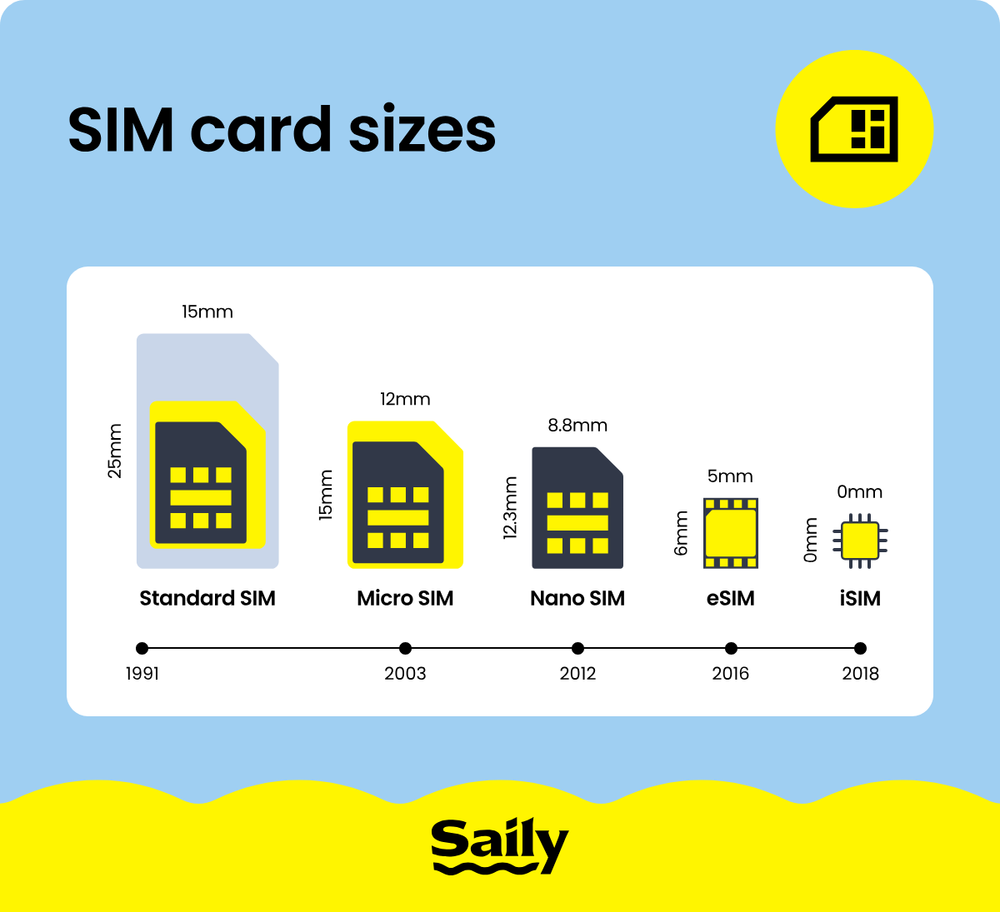 SIM card sizes
15mm
25mm
12mm
15mm
8.8mm
12.3mm
5mm
6mm
0mm
0mm
Standard SIM
Micro SIM
Nano SIM
eSIM
iSIM
1991
2003
2012
2016
2018
Saily